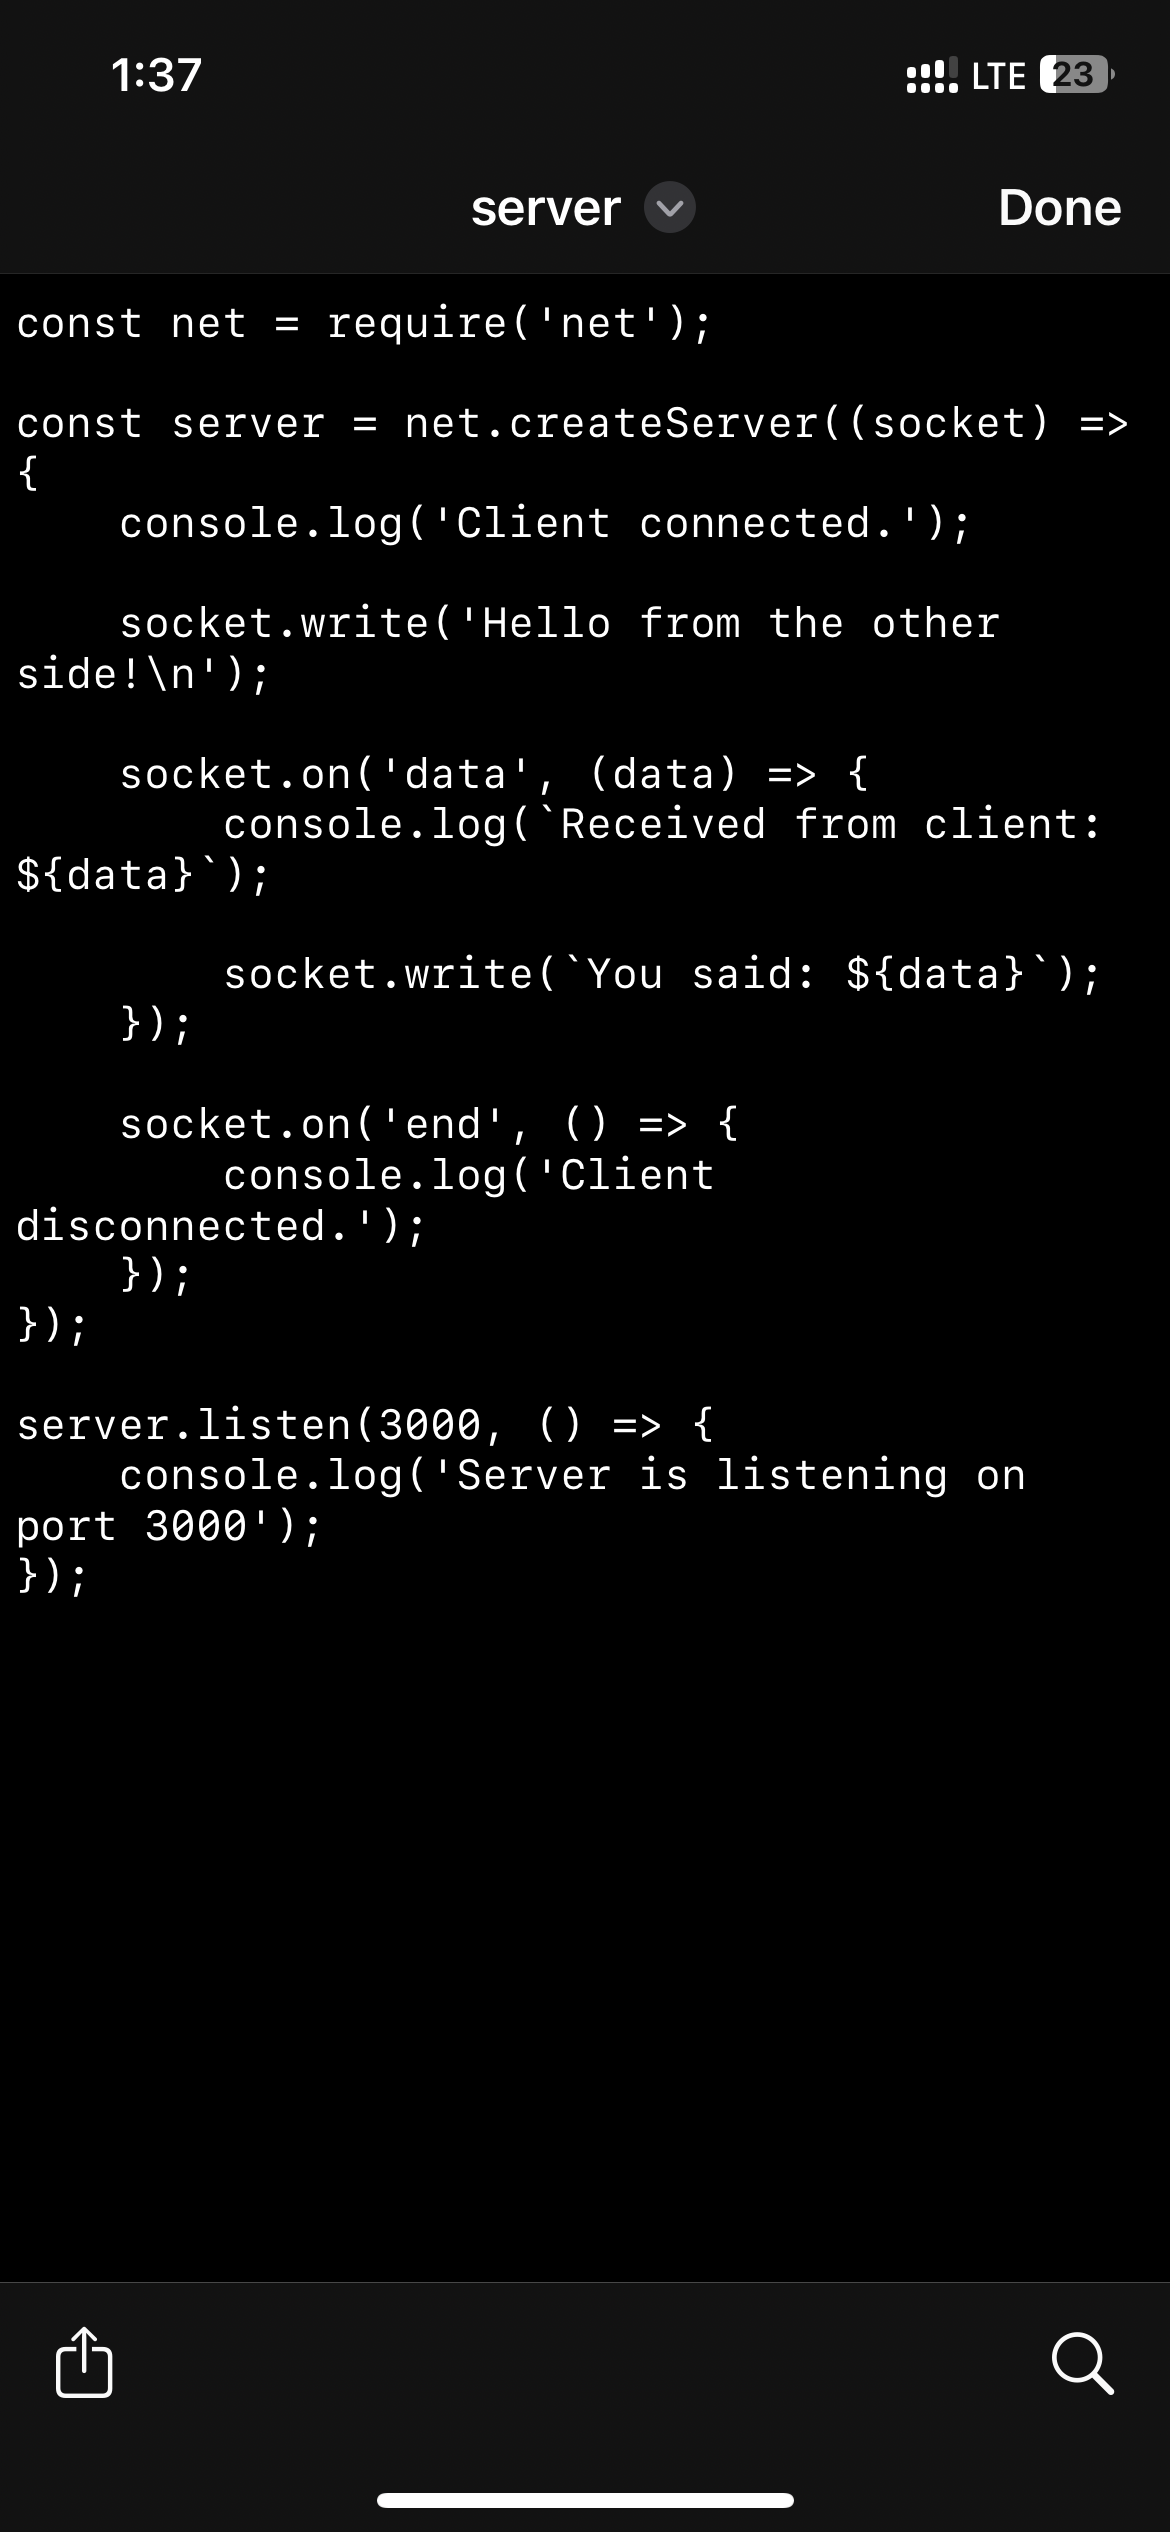 1:37 LTE 23
server Done
const net = require('net');

const server = net.createServer((socket) =>
{
    console.log('Client connected.');

    socket.write('Hello from the other
side!\n');

    socket.on('data', (data) => {
        console.log(`Received from client:
${data}`);

        socket.write(`You said: ${data}`);
    });

    socket.on('end', () => {
        console.log('Client
disconnected.');
    });
});

server.listen(3000, () => {
    console.log('Server is listening on
port 3000');
});